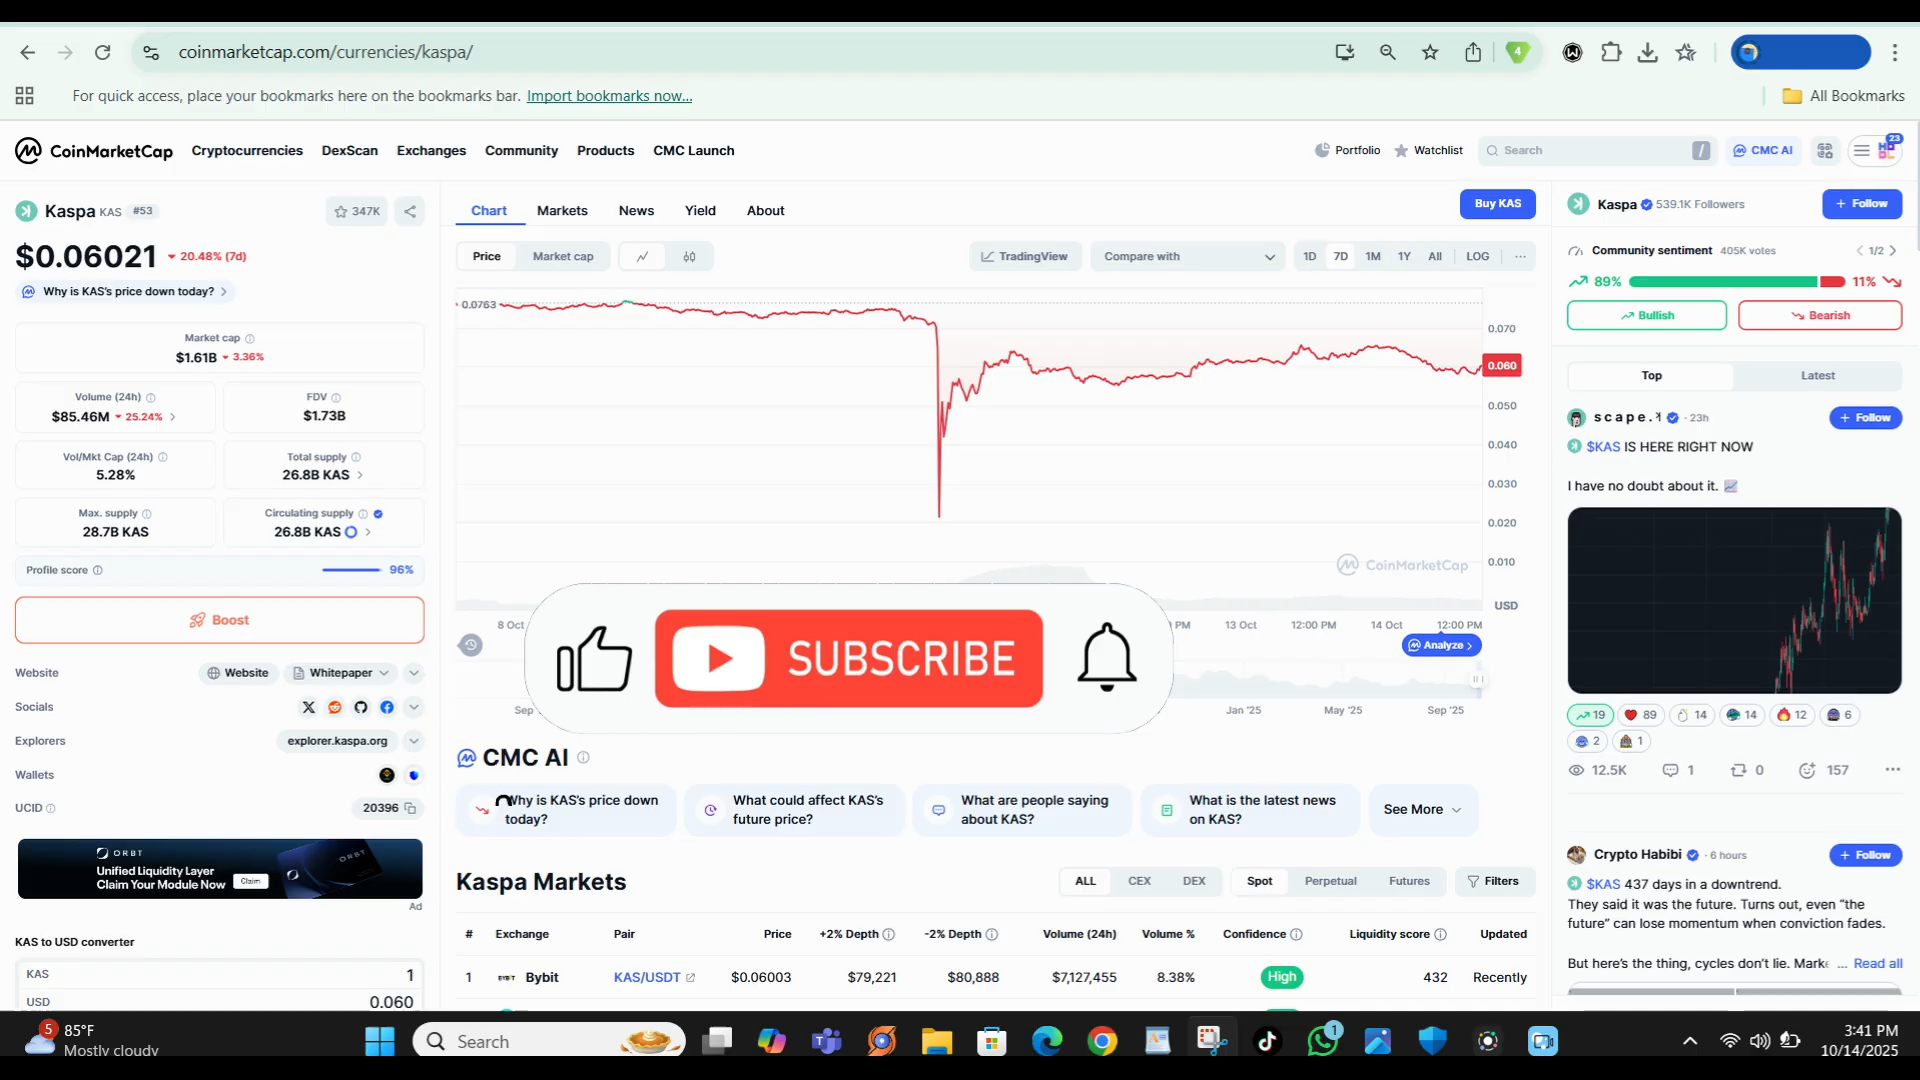 coinmarketcap.com/currencies/kaspa/
4
For quick access, place your bookmarks here on the bookmarks bar. Import bookmarks now...
All Bookmarks
CoinMarketCap
Cryptocurrencies
DexScan
Exchanges
Community
Products
CMC Launch
Portfolio
Watchlist
Search
/
CMC AI
23
Kaspa KAS #53
347K
$0.06021 20.48% (7d)
Why is KAS's price down today?
Market cap
$1.61B 3.36%
Volume (24h)
$85.46M 25.24%
FDV
$1.73B
Vol/Mkt Cap (24h)
5.28%
Total supply
26.8B KAS
Max. supply
28.7B KAS
Circulating supply
26.8B KAS
Profile score
96%
Boost
Website
Website
Whitepaper
Socials
Explorers
explorer.kaspa.org
Wallets
UCID
20396
ORBT
Unified Liquidity Layer
Claim Your Module Now
Claim
ORBT
Ad
KAS to USD converter
KAS
1
USD
0.060
Chart
Markets
News
Yield
About
Buy KAS
Price
Market cap
TradingView
Compare with
1D
7D
1M
1Y
All
LOG
0.0763
0.070
0.060
0.050
0.040
0.030
0.020
0.010
CoinMarketCap
USD
8 Oct
PM
13 Oct
12:00 PM
14 Oct
12:00 PM
Analyze
Sep
Jan '25
May '25
Sep '25
SUBSCRIBE
CMC AI
Why is KAS's price down
today?
What could affect KAS's
future price?
What are people saying
about KAS?
What is the latest news
on KAS?
See More
Kaspa Markets
ALL
CEX
DEX
Spot
Perpetual
Futures
Filters
# Exchange Pair Price +2% Depth -2% Depth Volume (24h) Volume % Confidence Liquidity score Updated
1 Bybit KAS/USDT $0.06003 $79,221 $80,888 $7,127,455 8.38% High 432 Recently
Kaspa 539.1K Followers
+ Follow
Community sentiment 405K votes
1/2
89%
11%
Bullish
Bearish
Top
Latest
· 23h
+ Follow
$KAS IS HERE RIGHT NOW
I have no doubt about it.
19
89
14
14
12
6
2
1
12.5K
1
0
157
Crypto Habibi · 6 hours
+ Follow
$KAS 437 days in a downtrend.
They said it was the future. Turns out, even “the
future” can lose momentum when conviction fades.
But here’s the thing, cycles don’t lie. Marke ... Read all
5
85°F
Mostly cloudy
Search
1
3:41 PM
10/14/2025